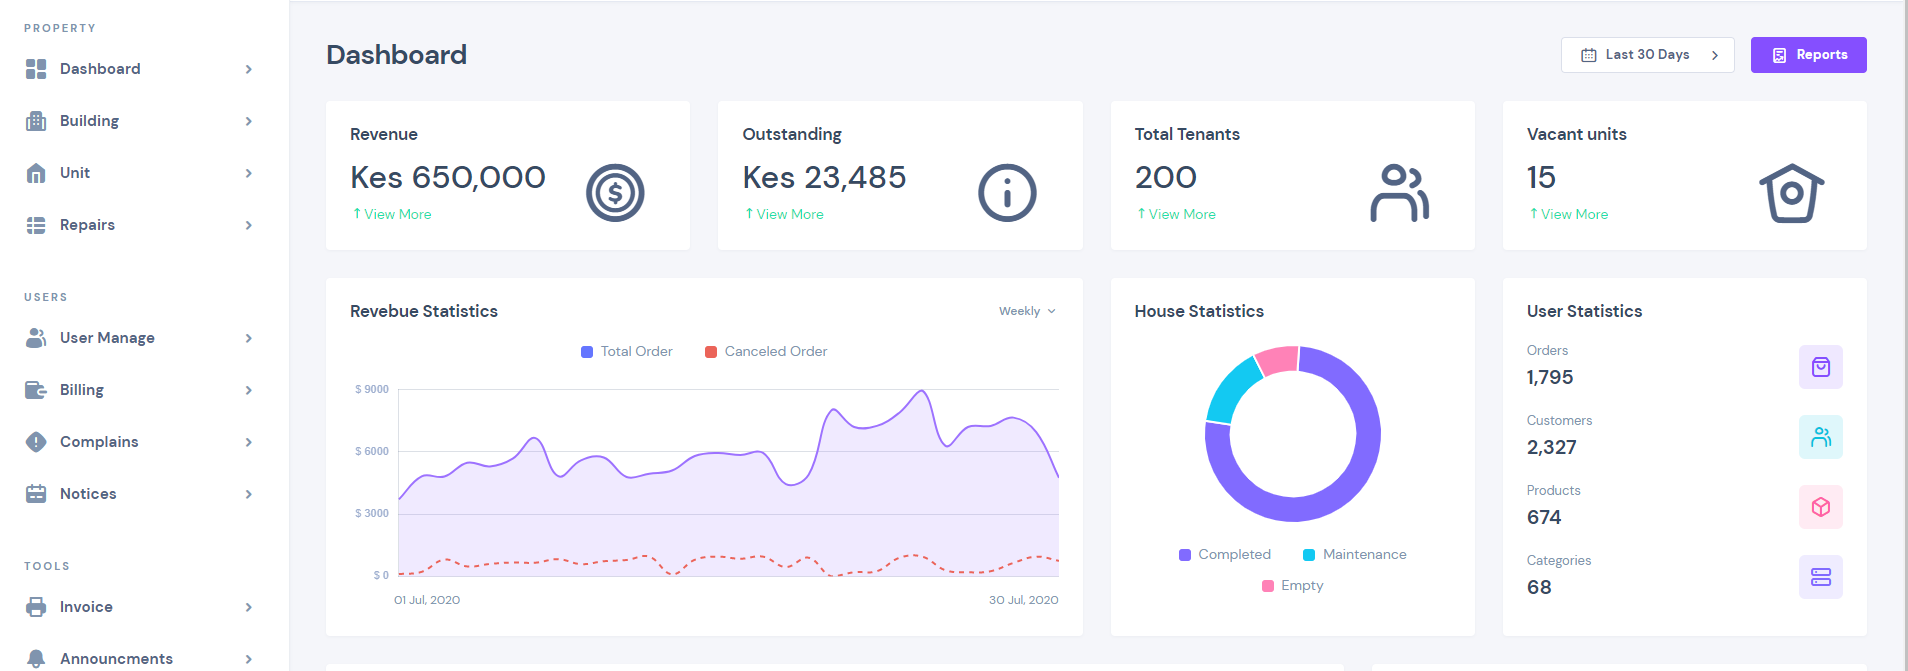 PROPERTY
Dashboard
Building
Unit
Repairs
USERS
User Manage
Billing
Complains
Notices
TOOLS
Invoice
Announcments
Dashboard
Last 30 Days
Reports
Revenue
Kes 650,000
View More
Outstanding
Kes 23,485
View More
Total Tenants
200
View More
Vacant units
15
View More
Revebue Statistics
Weekly
Total Order
Canceled Order
$ 9000
$ 6000
$ 3000
$ 0
01 Jul, 2020
30 Jul, 2020
House Statistics
Completed
Maintenance
Empty
User Statistics
Orders
1,795
Customers
2,327
Products
674
Categories
68